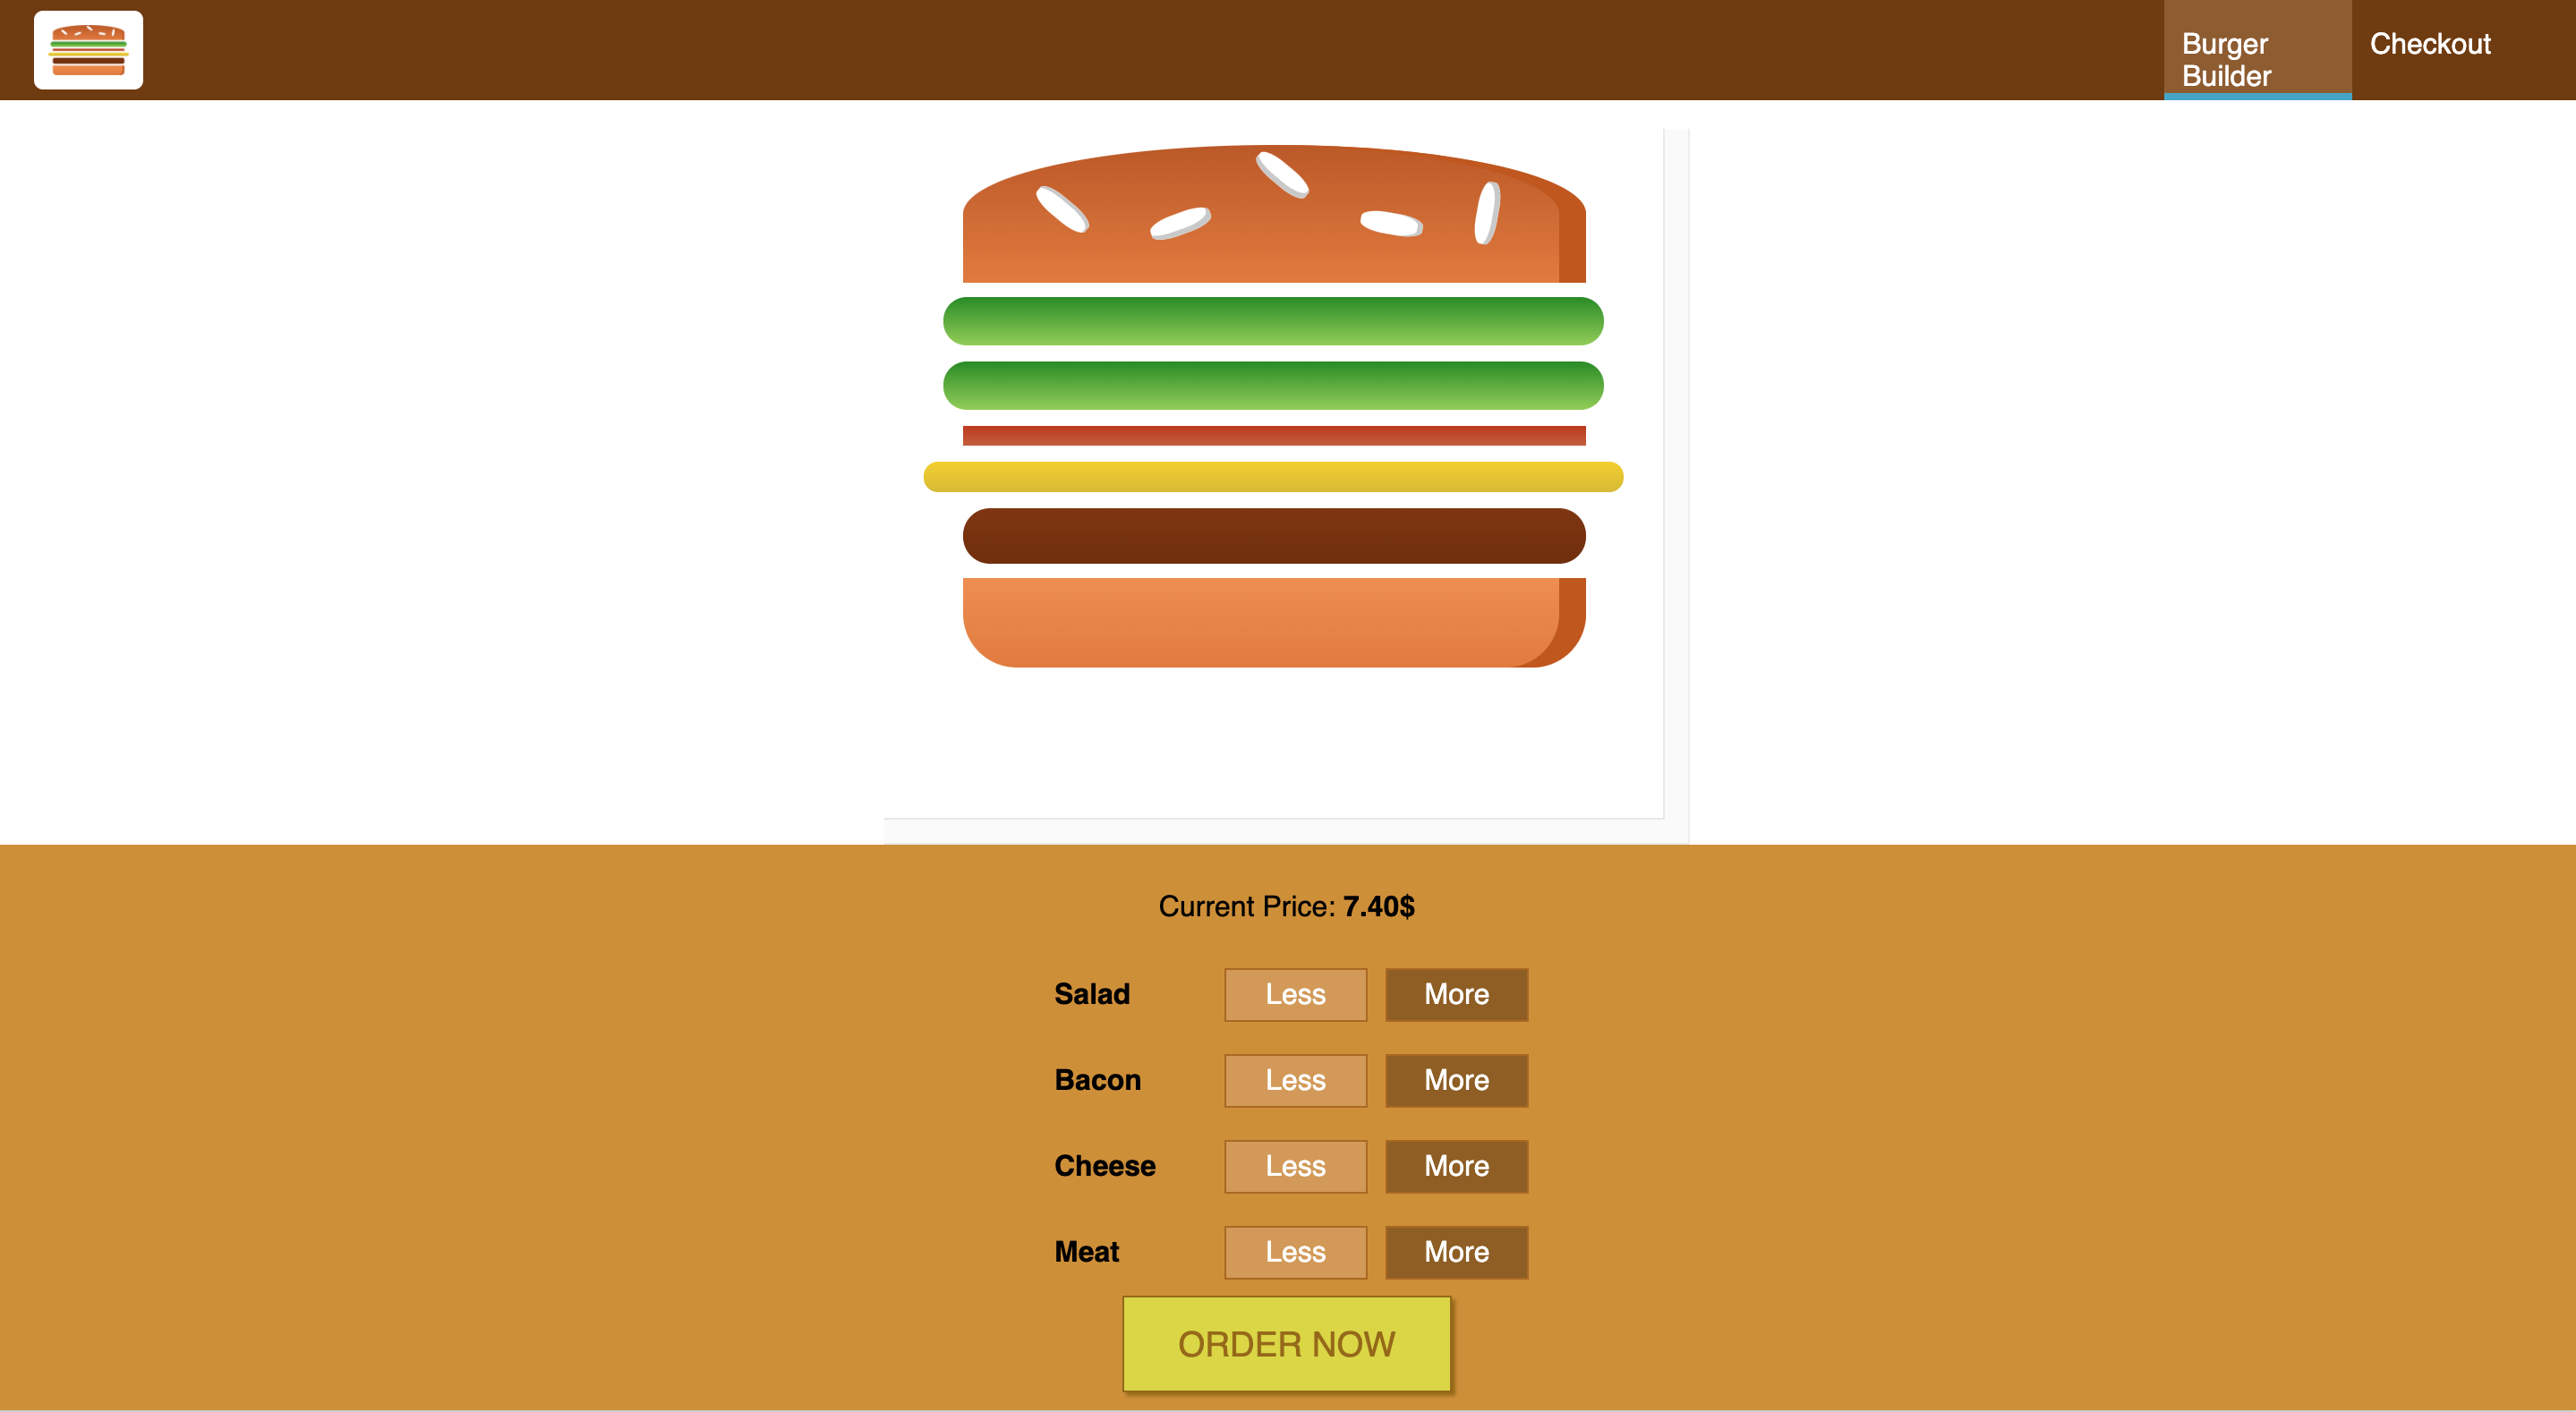 Burger
Builder
Checkout
Current Price: 7.40$
Salad Less More
Bacon Less More
Cheese Less More
Meat Less More
ORDER NOW